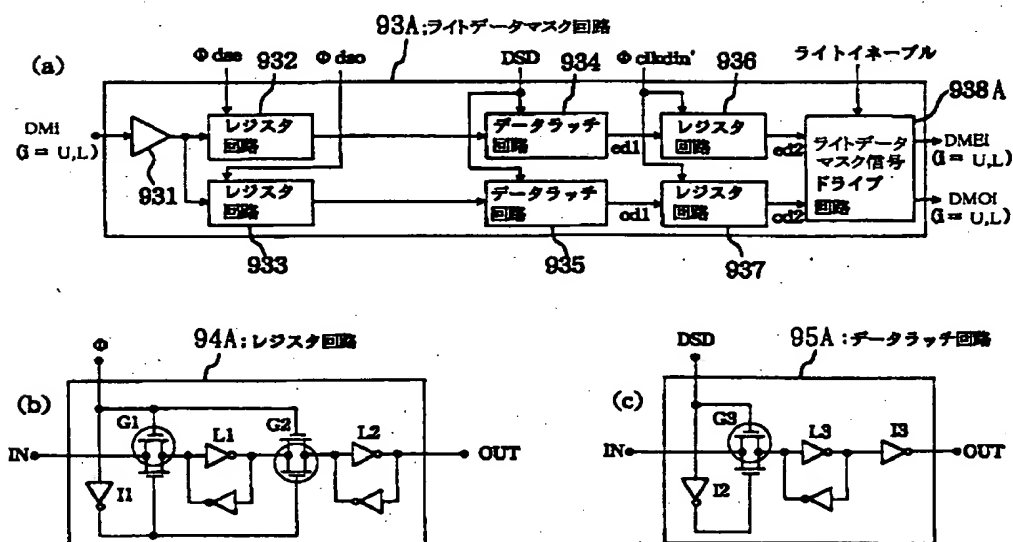 93A:ライトデータマスク回路
(a)
Φ dse
932
Φ dso
DSD
934
Φ clkdin'
936
ライトイネーブル
938A
DMi
(i = U,L)
931
レジスタ
回路
データラッチ
回路
ed1
レジスタ
回路
ed2
ライトデータ
マスク信号
ドライブ
回路
DMEI
(i = U,L)
レジスタ
回路
データラッチ
回路
od1
レジスタ
回路
od2
DMOI
(i = U,L)
933
935
937
94A:レジスタ回路
Φ
(b)
G1
L1
G2
L2
IN
OUT
I1
95A:データラッチ回路
DSD
(c)
G3
L3
I3
IN
OUT
I2